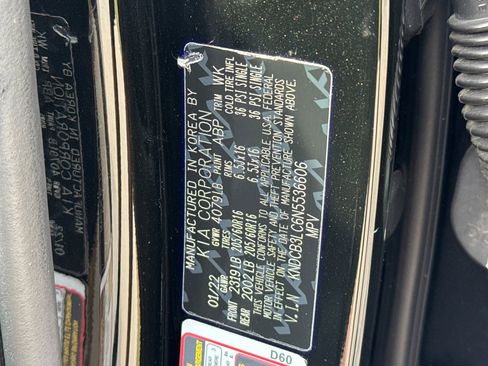 MANUFACTURED IN KOREA BY
KIA CORPORATION
01/22 GVWR 4079LB PAINT ABP TRIM WK
GAWR TIRES RIMS COLD TIRE INFL
FRONT 2319LB 205/60R16 6.5Jx16 36 PSI SINGLE
REAR 2002LB 205/60R16 6.5Jx16 36 PSI SINGLE
THIS VEHICLE CONFORMS TO ALL APPLICABLE U.S.A. FEDERAL
MOTOR VEHICLE SAFETY AND THEFT PREVENTION STANDARDS
IN EFFECT ON THE DATE OF MANUFACTURE SHOWN ABOVE.
V.I.N KNDCB3LC6N5536606
MPV
D60